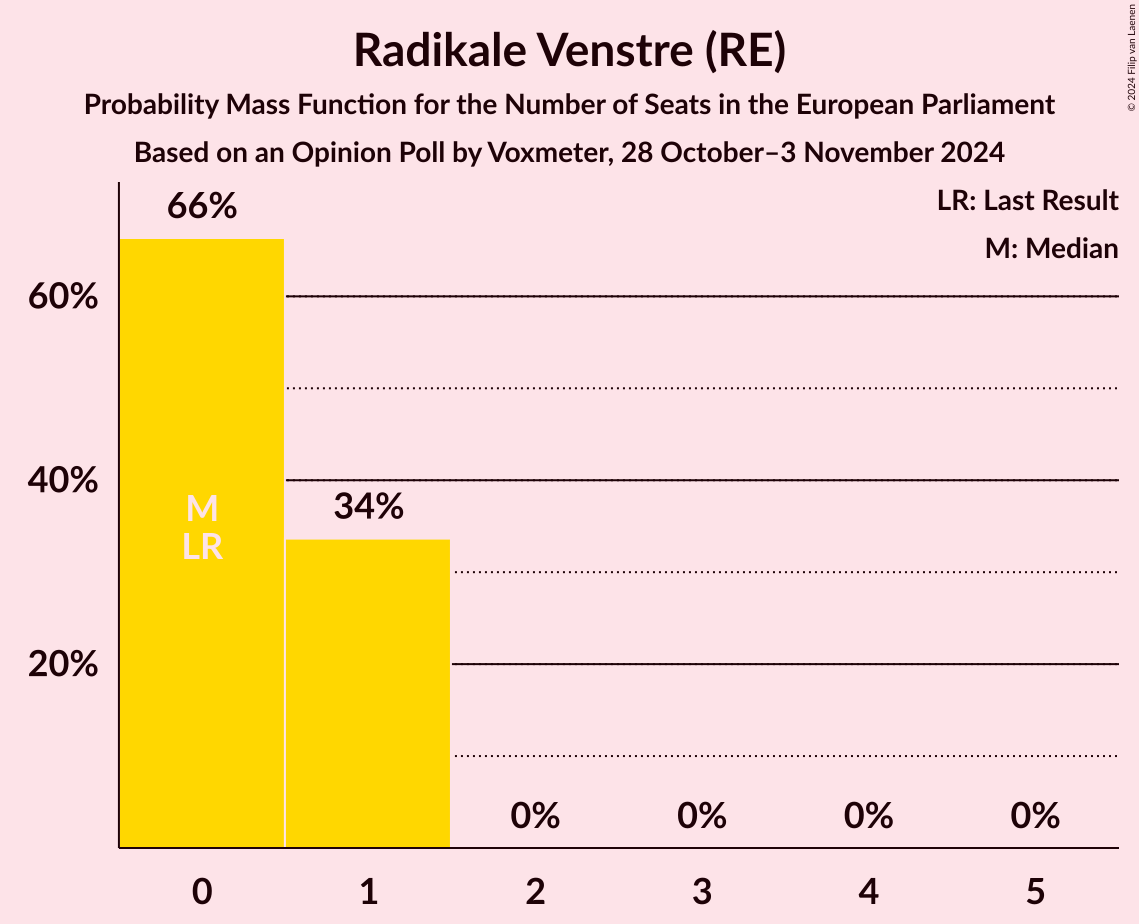 Radikale Venstre (RE)
Probability Mass Function for the Number of Seats in the European Parliament
Based on an Opinion Poll by Voxmeter, 28 October–3 November 2024
© 2024 Filip van Laenen
LR: Last Result
M: Median
66%
60%
40%
34%
M
LR
20%
0%
0%
0%
0%
0
1
2
3
4
5